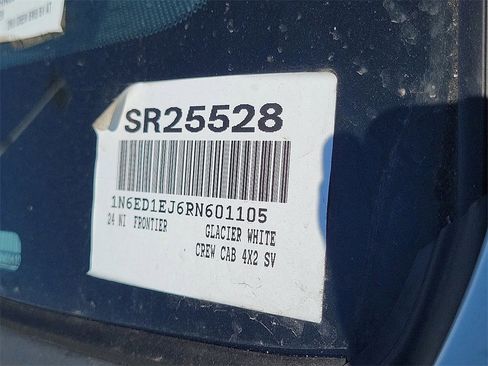 SR25528
1N6ED1EJ6RN601105
24 NI FRONTIER GLACIER WHITE
CREW CAB 4X2 SV